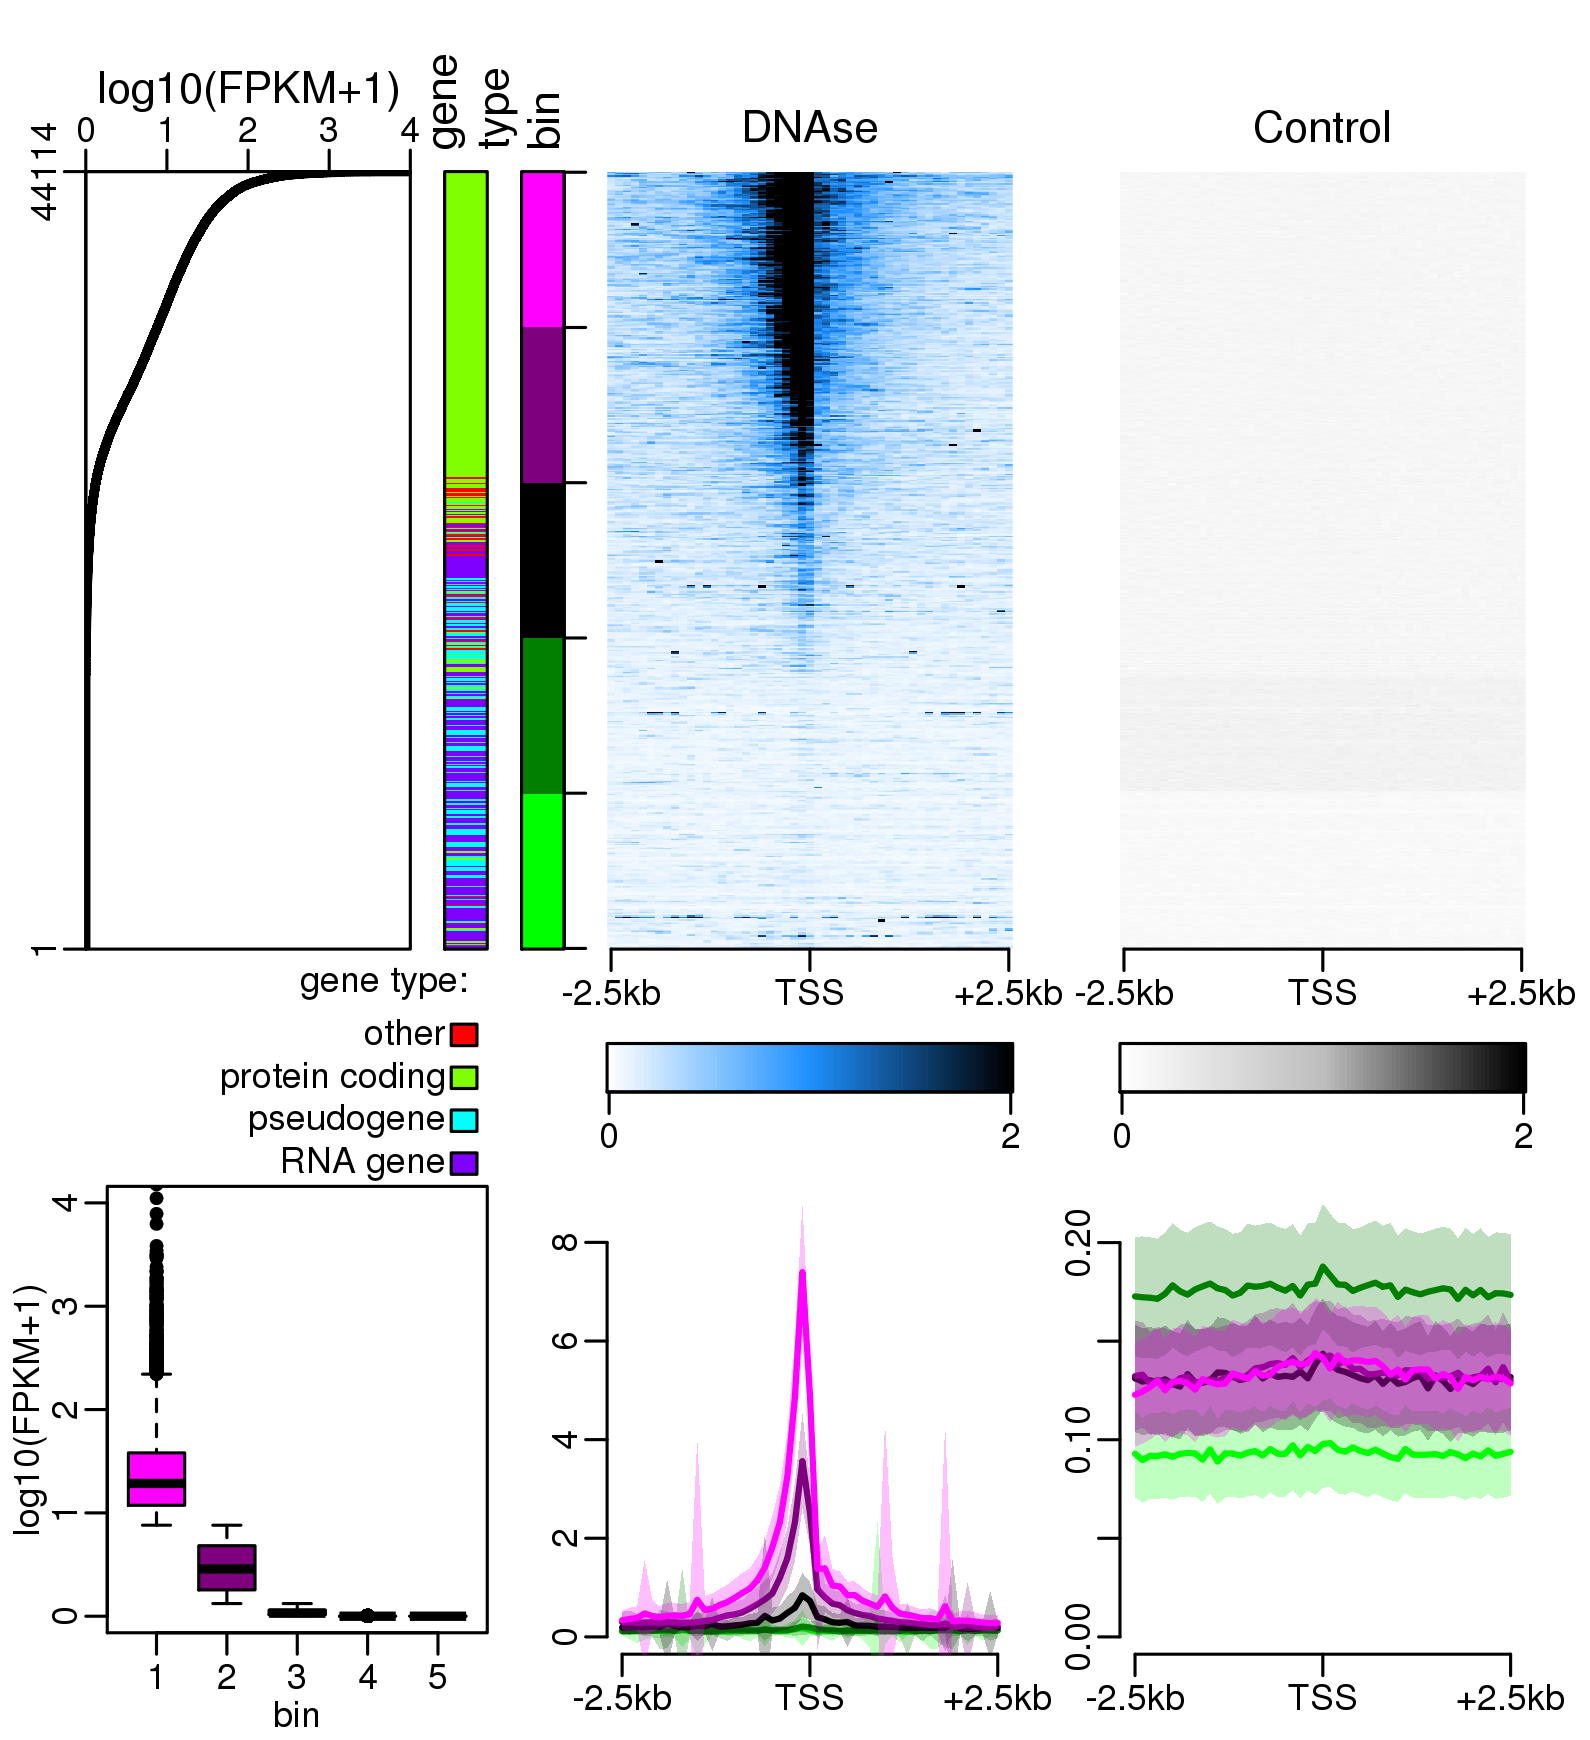 log10(FPKM+1)
0 1 2 3 4
gene
type
bin
DNAse
Control
44114
1
-2.5kb TSS +2.5kb
-2.5kb TSS +2.5kb
gene type:
other
protein coding
pseudogene
RNA gene
0 2
0 2
log10(FPKM+1)
4
3
2
1
0
1 2 3 4 5
bin
8
6
4
2
0
-2.5kb TSS +2.5kb
0.20
0.10
0.00
-2.5kb TSS +2.5kb